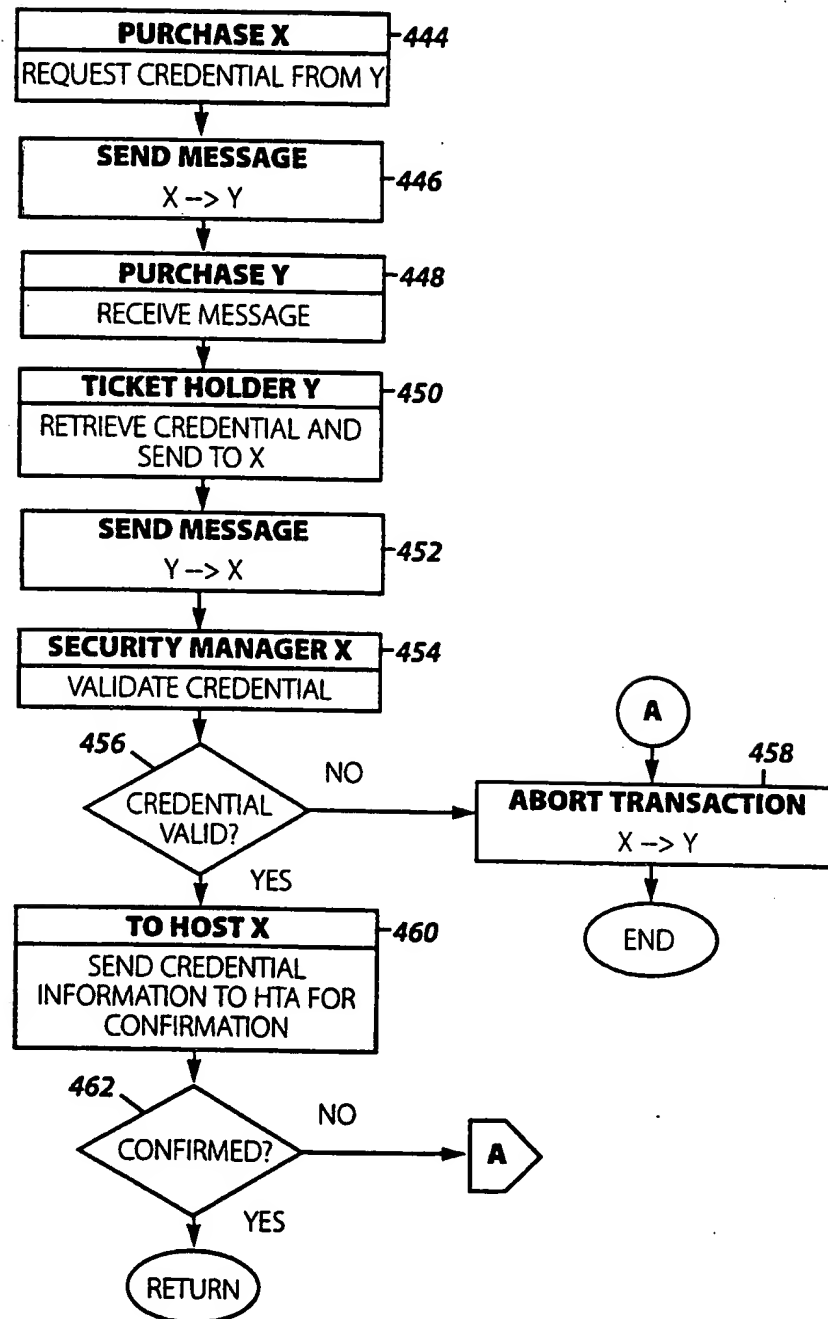 PURCHASE X
444
REQUEST CREDENTIAL FROM Y
SEND MESSAGE
X --> Y
446
PURCHASE Y
448
RECEIVE MESSAGE
TICKET HOLDER Y
450
RETRIEVE CREDENTIAL AND
SEND TO X
SEND MESSAGE
Y --> X
452
SECURITY MANAGER X
454
VALIDATE CREDENTIAL
456
CREDENTIAL
VALID?
NO
YES
A
458
ABORT TRANSACTION
X --> Y
END
TO HOST X
460
SEND CREDENTIAL
INFORMATION TO HTA FOR
CONFIRMATION
462
CONFIRMED?
NO
A
YES
RETURN